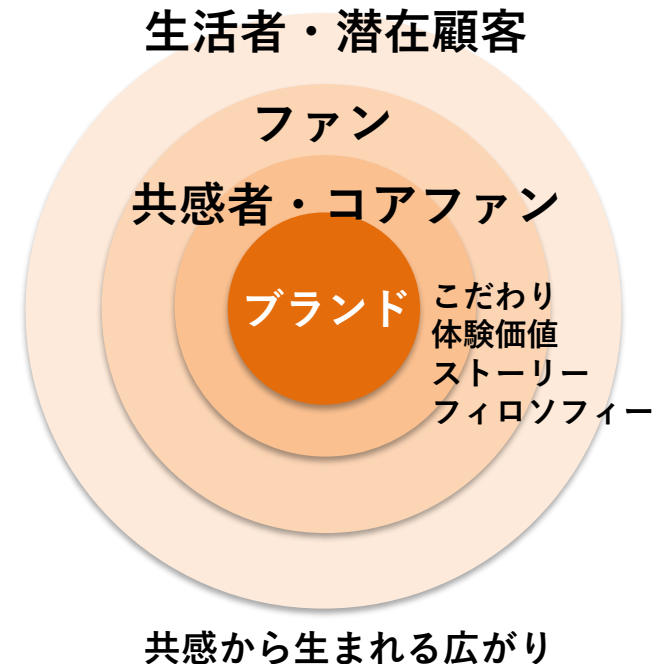 生活者・潜在顧客
ファン
共感者・コアファン
ブランド
こだわり
体験価値
ストーリー
フィロソフィー
共感から生まれる広がり